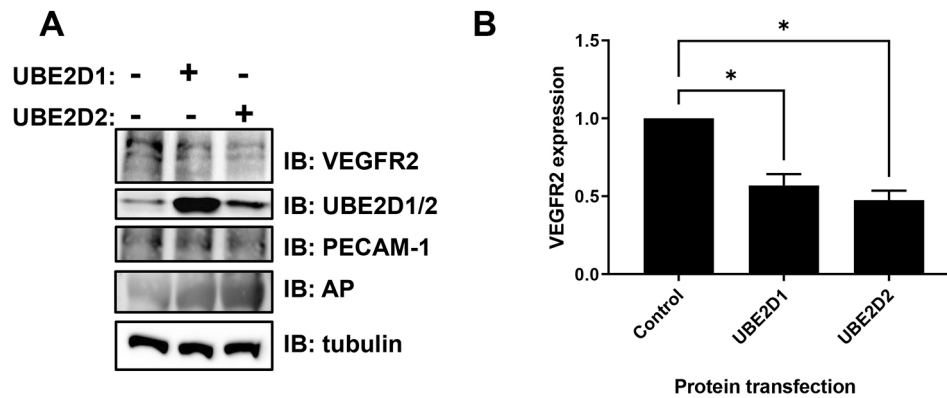 A
UBE2D1: - + -
UBE2D2: - - +
IB: VEGFR2
IB: UBE2D1/2
IB: PECAM-1
IB: AP
IB: tubulin
B
VEGFR2 expression
1.5
1.0
0.5
0.0
*
*
Control
UBE2D1
UBE2D2
Protein transfection